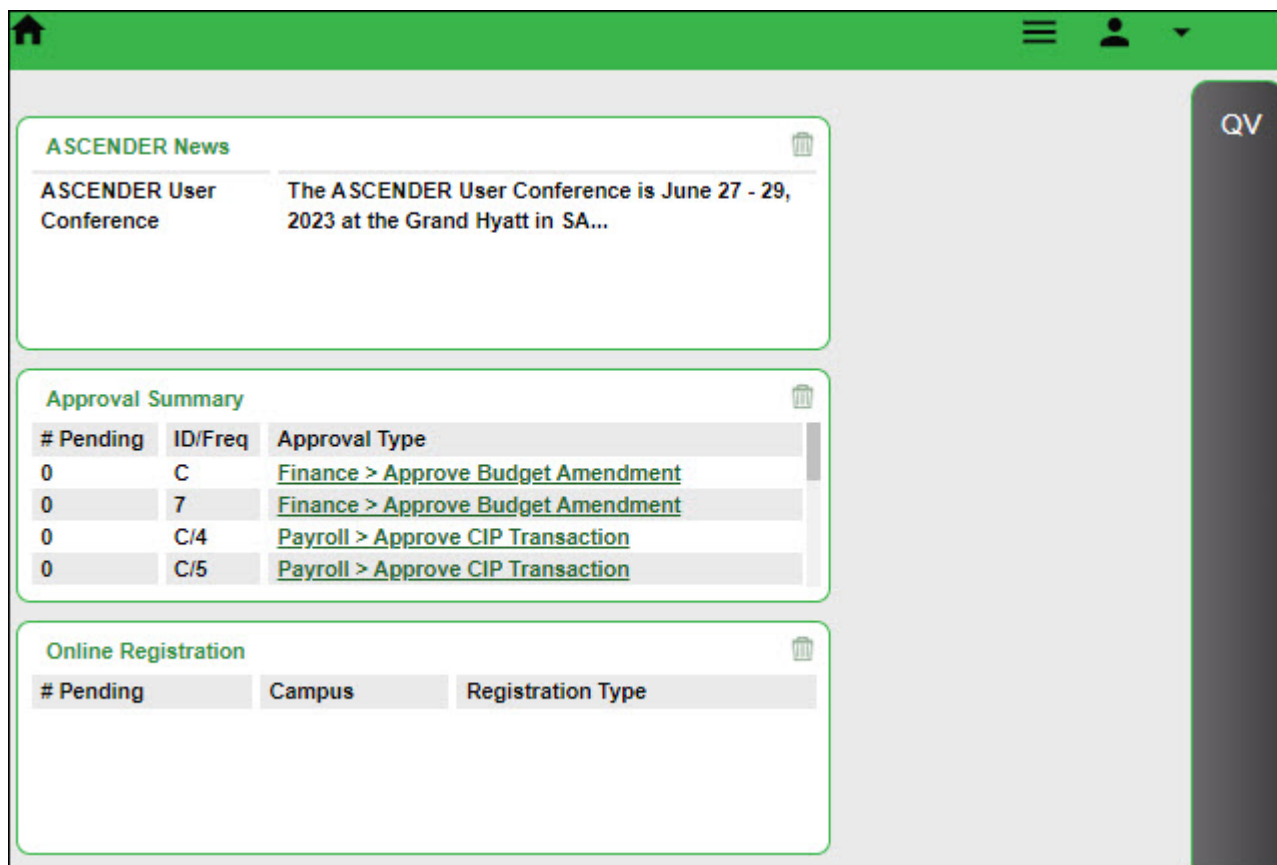 QV
ASCENDER News
ASCENDER User Conference The ASCENDER User Conference is June 27 - 29, 2023 at the Grand Hyatt in SA...
Approval Summary
# Pending ID/Freq Approval Type
0 C Finance > Approve Budget Amendment
0 7 Finance > Approve Budget Amendment
0 C/4 Payroll > Approve CIP Transaction
0 C/5 Payroll > Approve CIP Transaction
Online Registration
# Pending Campus Registration Type